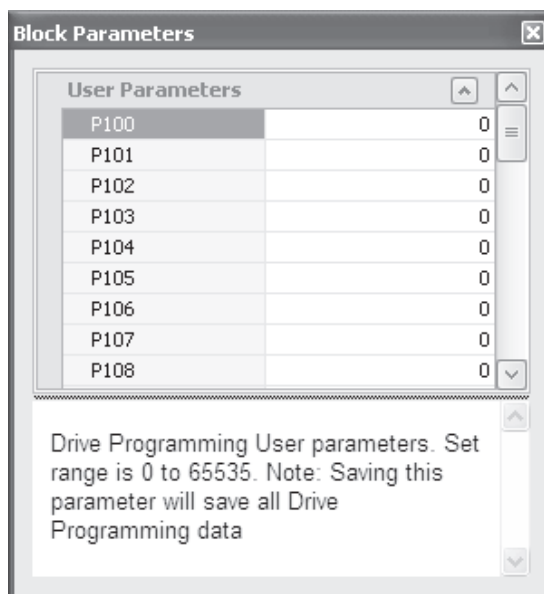 Block Parameters
User Parameters
P100 0
P101 0
P102 0
P103 0
P104 0
P105 0
P106 0
P107 0
P108 0
Drive Programming User parameters. Set
range is 0 to 65535. Note: Saving this
parameter will save all Drive
Programming data